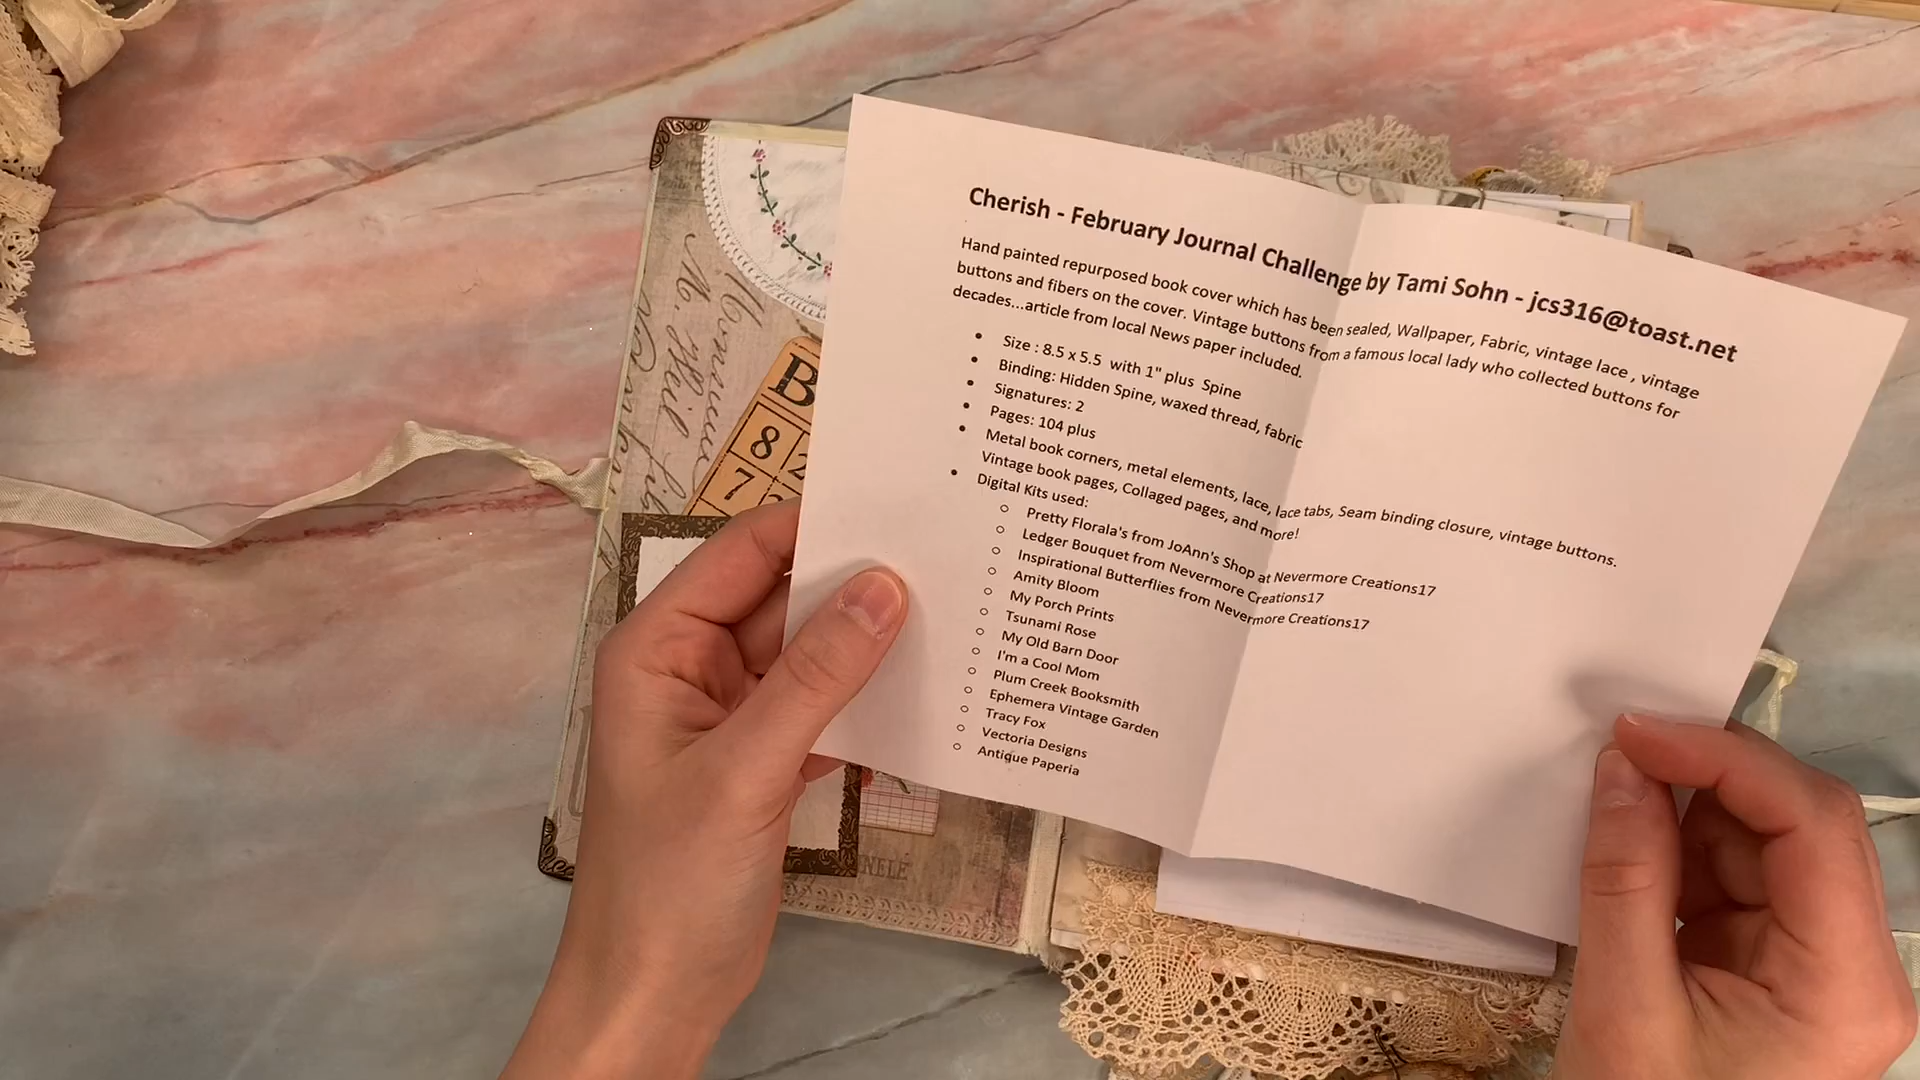 Cherish - February Journal Challenge by Tami Sohn - jcs316@toast.net
Hand painted repurposed book cover which has been sealed, Wallpaper, Fabric, vintage lace , vintage
buttons and fibers on the cover. Vintage buttons from a famous local lady who collected buttons for
decades...article from local News paper included.
• Size : 8.5 x 5.5 with 1" plus Spine
• Binding: Hidden Spine, waxed thread, fabric
• Signatures: 2
• Pages: 104 plus
• Metal book corners, metal elements, lace, lace tabs, Seam binding closure, vintage buttons.
Vintage book pages, Collaged pages, and more!
• Digital Kits used:
o Pretty Florala's from JoAnn's Shop at Nevermore Creations17
o Ledger Bouquet from Nevermore Creations17
o Inspirational Butterflies from Nevermore Creations17
o Amity Bloom
o My Porch Prints
o Tsunami Rose
o My Old Barn Door
o I'm a Cool Mom
o Plum Creek Booksmith
o Ephemera Vintage Garden
o Tracy Fox
o Vectoria Designs
o Antique Paperia
B
8 2
7
Monsieur
M.
NELE